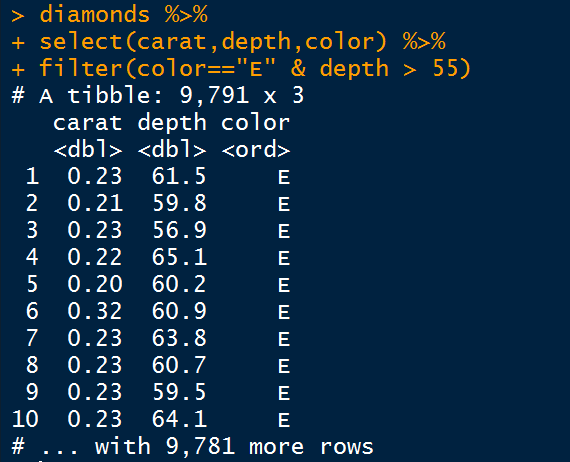 > diamonds %>%
+ select(carat,depth,color) %>%
+ filter(color=="E" & depth > 55)
# A tibble: 9,791 x 3
   carat depth color
   <dbl> <dbl> <ord>
 1  0.23  61.5     E
 2  0.21  59.8     E
 3  0.23  56.9     E
 4  0.22  65.1     E
 5  0.20  60.2     E
 6  0.32  60.9     E
 7  0.23  63.8     E
 8  0.23  60.7     E
 9  0.23  59.5     E
10  0.23  64.1     E
# ... with 9,781 more rows